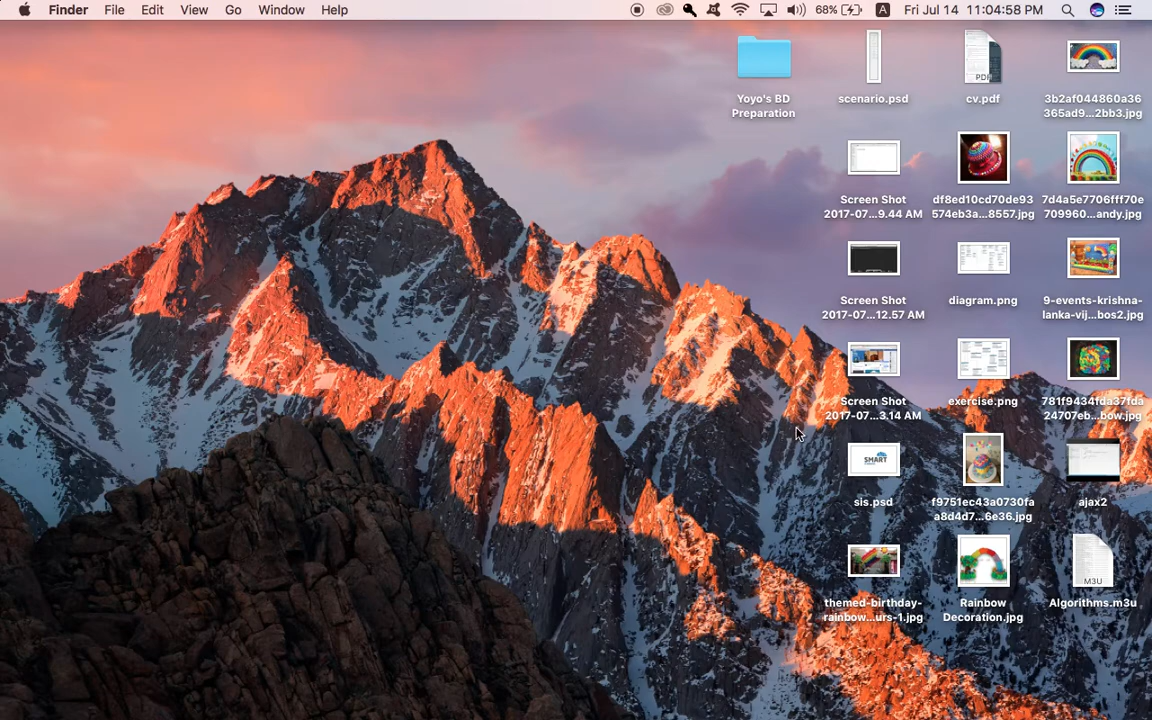 Finder File Edit View Go Window Help 68% A Fri Jul 14 11:04:58 PM
Yoyo's BD
Preparation
scenario.psd
PDF
cv.pdf
3b2af044860a36
365ad9...2bb3.jpg
Screen Shot
2017-07...9.44 AM
df8ed10cd70de93
574eb3a...8557.jpg
7d4a5e7706fff70e
709960...andy.jpg
Screen Shot
2017-07...12.57 AM
diagram.png
9-events-krishna-
lanka-vij...bos2.jpg
Screen Shot
2017-07...3.14 AM
exercise.png
781f9434fda37fda
24707eb...bow.jpg
SMART
sis.psd
f9751ec43a0730fa
a8d4d7...6e36.jpg
ajax2
themed-birthday-
rainbow...urs-1.jpg
Rainbow
Decoration.jpg
M3U
Algorithms.m3u